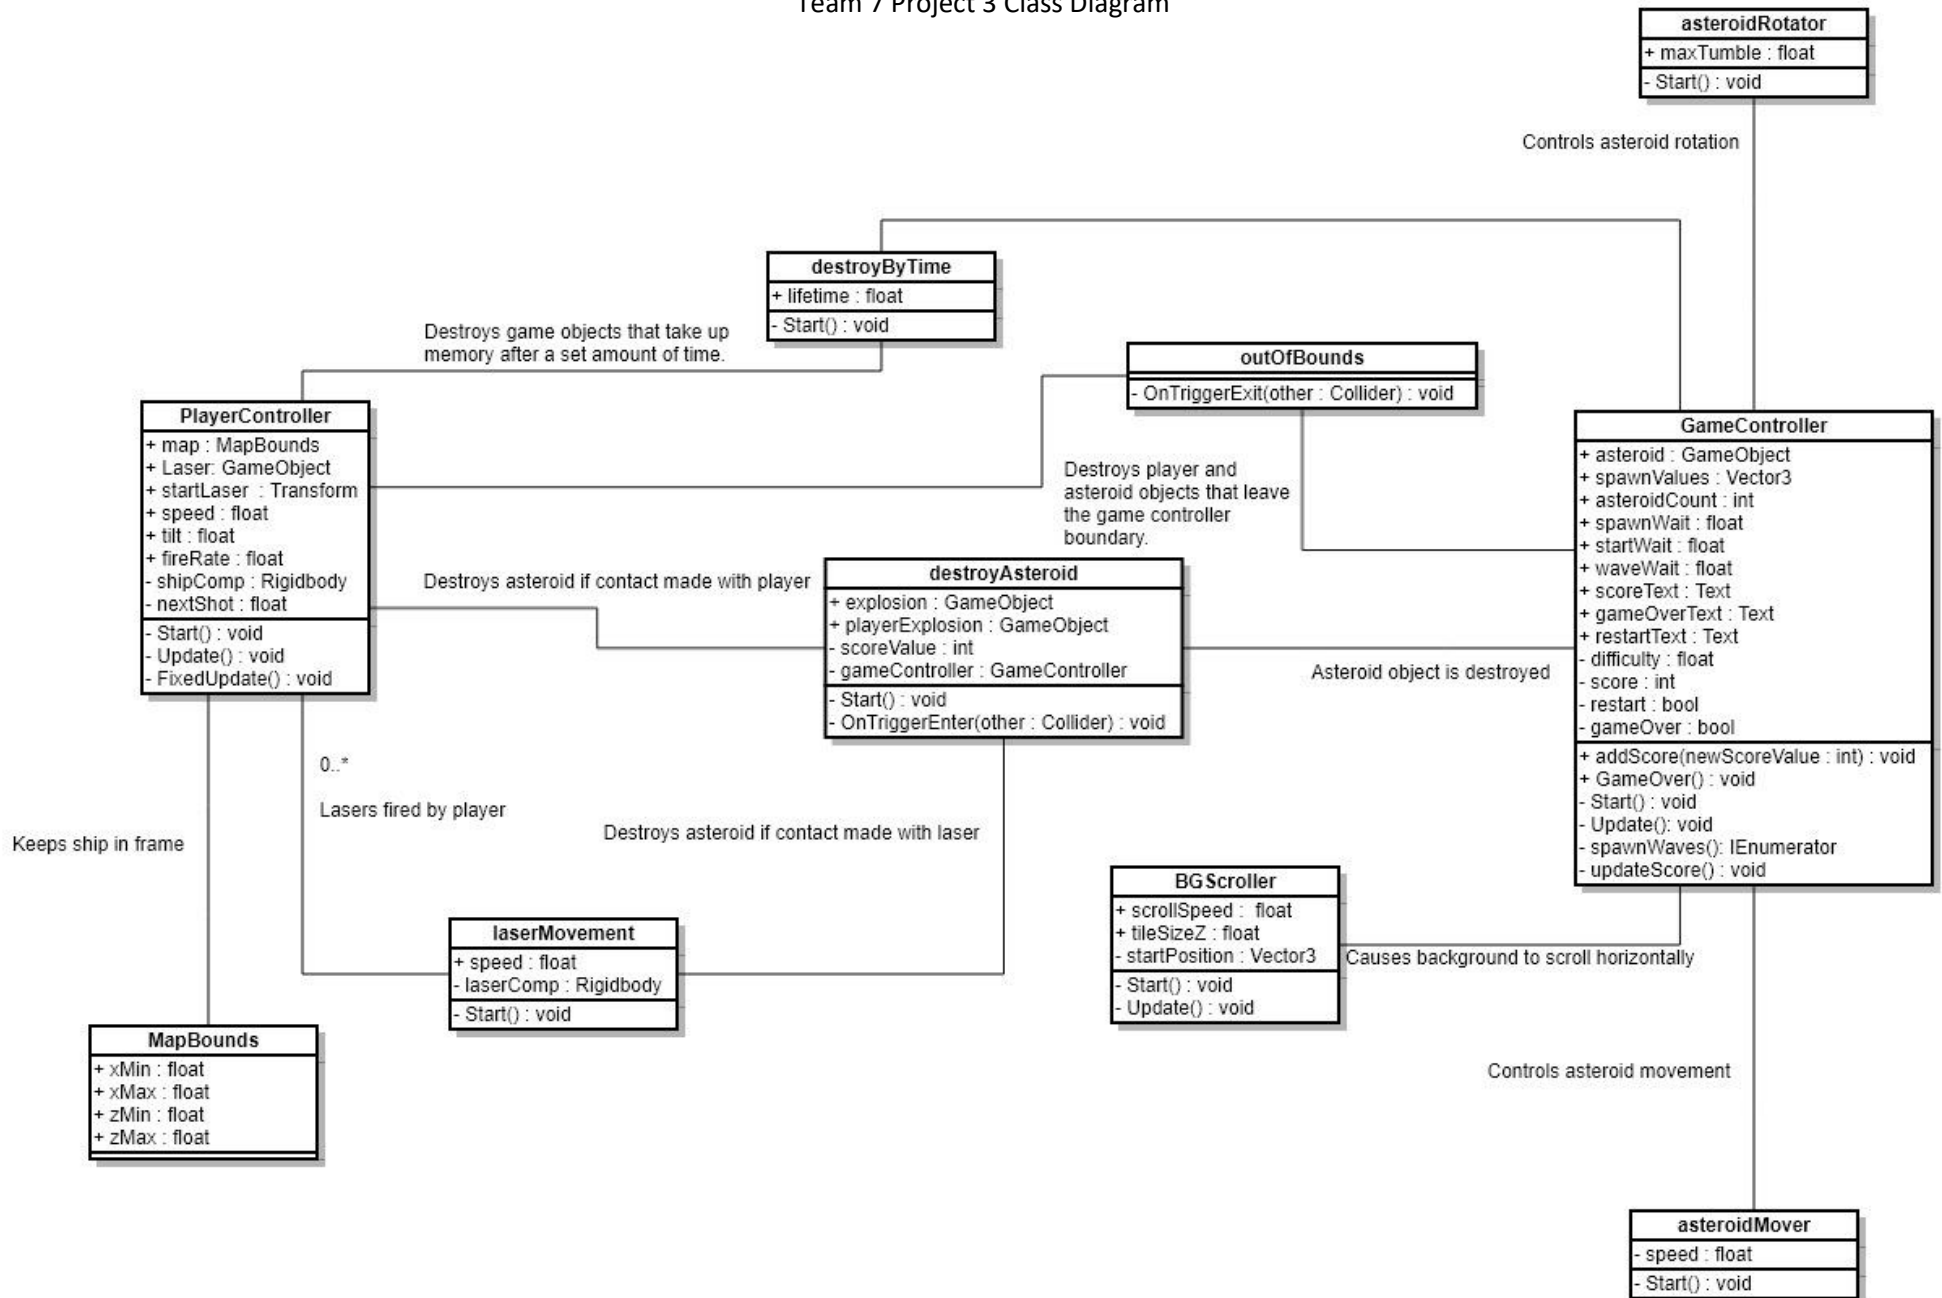 Team 7 Project 3 Class Diagram
asteroidRotator
+ maxTumble : float
- Start() : void
Controls asteroid rotation
destroyByTime
+ lifetime : float
- Start() : void
Destroys game objects that take up
memory after a set amount of time.
outOfBounds
- OnTriggerExit(other : Collider) : void
Destroys player and
asteroid objects that leave
the game controller
boundary.
PlayerController
+ map : MapBounds
+ Laser: GameObject
+ startLaser : Transform
+ speed : float
+ tilt : float
+ fireRate : float
- shipComp : Rigidbody
- nextShot : float
- Start() : void
- Update() : void
- FixedUpdate() : void
Destroys asteroid if contact made with player
destroyAsteroid
+ explosion : GameObject
+ playerExplosion : GameObject
- scoreValue : int
- gameController : GameController
- Start() : void
- OnTriggerEnter(other : Collider) : void
Asteroid object is destroyed
GameController
+ asteroid : GameObject
+ spawnValues : Vector3
+ asteroidCount : int
+ spawnWait : float
+ startWait : float
+ waveWait : float
+ scoreText : Text
+ gameOverText : Text
+ restartText : Text
- difficulty : float
- score : int
- restart : bool
- gameOver : bool
+ addScore(newScoreValue : int) : void
+ GameOver() : void
- Start() : void
- Update(): void
- spawnWaves(): IEnumerator
- updateScore() : void
0..*
Lasers fired by player
Keeps ship in frame
Destroys asteroid if contact made with laser
laserMovement
+ speed : float
- laserComp : Rigidbody
- Start() : void
BGScroller
+ scrollSpeed : float
+ tileSizeZ : float
- startPosition : Vector3
- Start() : void
- Update() : void
Causes background to scroll horizontally
MapBounds
+ xMin : float
+ xMax : float
+ zMin : float
+ zMax : float
Controls asteroid movement
asteroidMover
- speed : float
- Start() : void